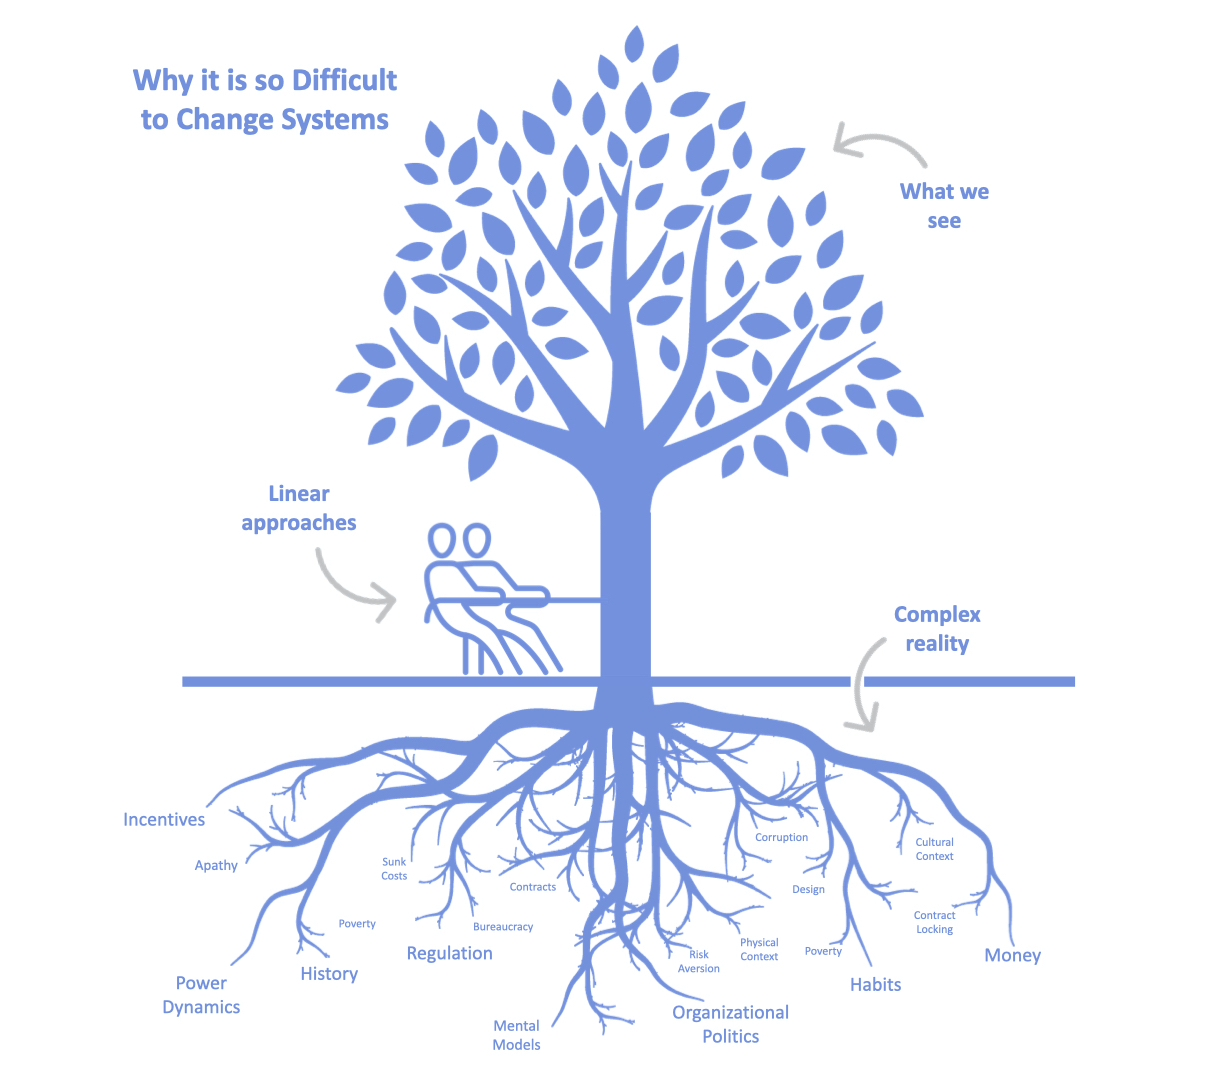 Why it is so Difficult
to Change Systems
What we
see
Linear
approaches
Complex
reality
Incentives
Apathy
Sunk
Costs
Contracts
Corruption
Cultural
Context
Design
Poverty
Bureaucracy
Regulation
History
Power
Dynamics
Mental
Models
Risk
Aversion
Physical
Context
Organizational
Politics
Poverty
Habits
Contract
Locking
Money